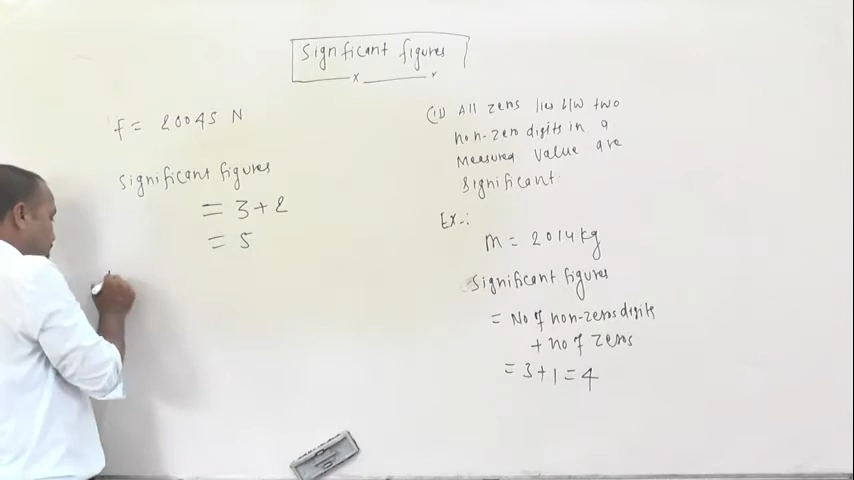 Significant figures
F = 20045 N
Significant figures
= 3+2
= 5
(ii) All zeros lies b/w two
non-zero digits in a
Measured value are
significant.
Ex-:
m = 2014 kg
Significant figures
= No of non-zeros digits
+ no of zeros
= 3+1 = 4